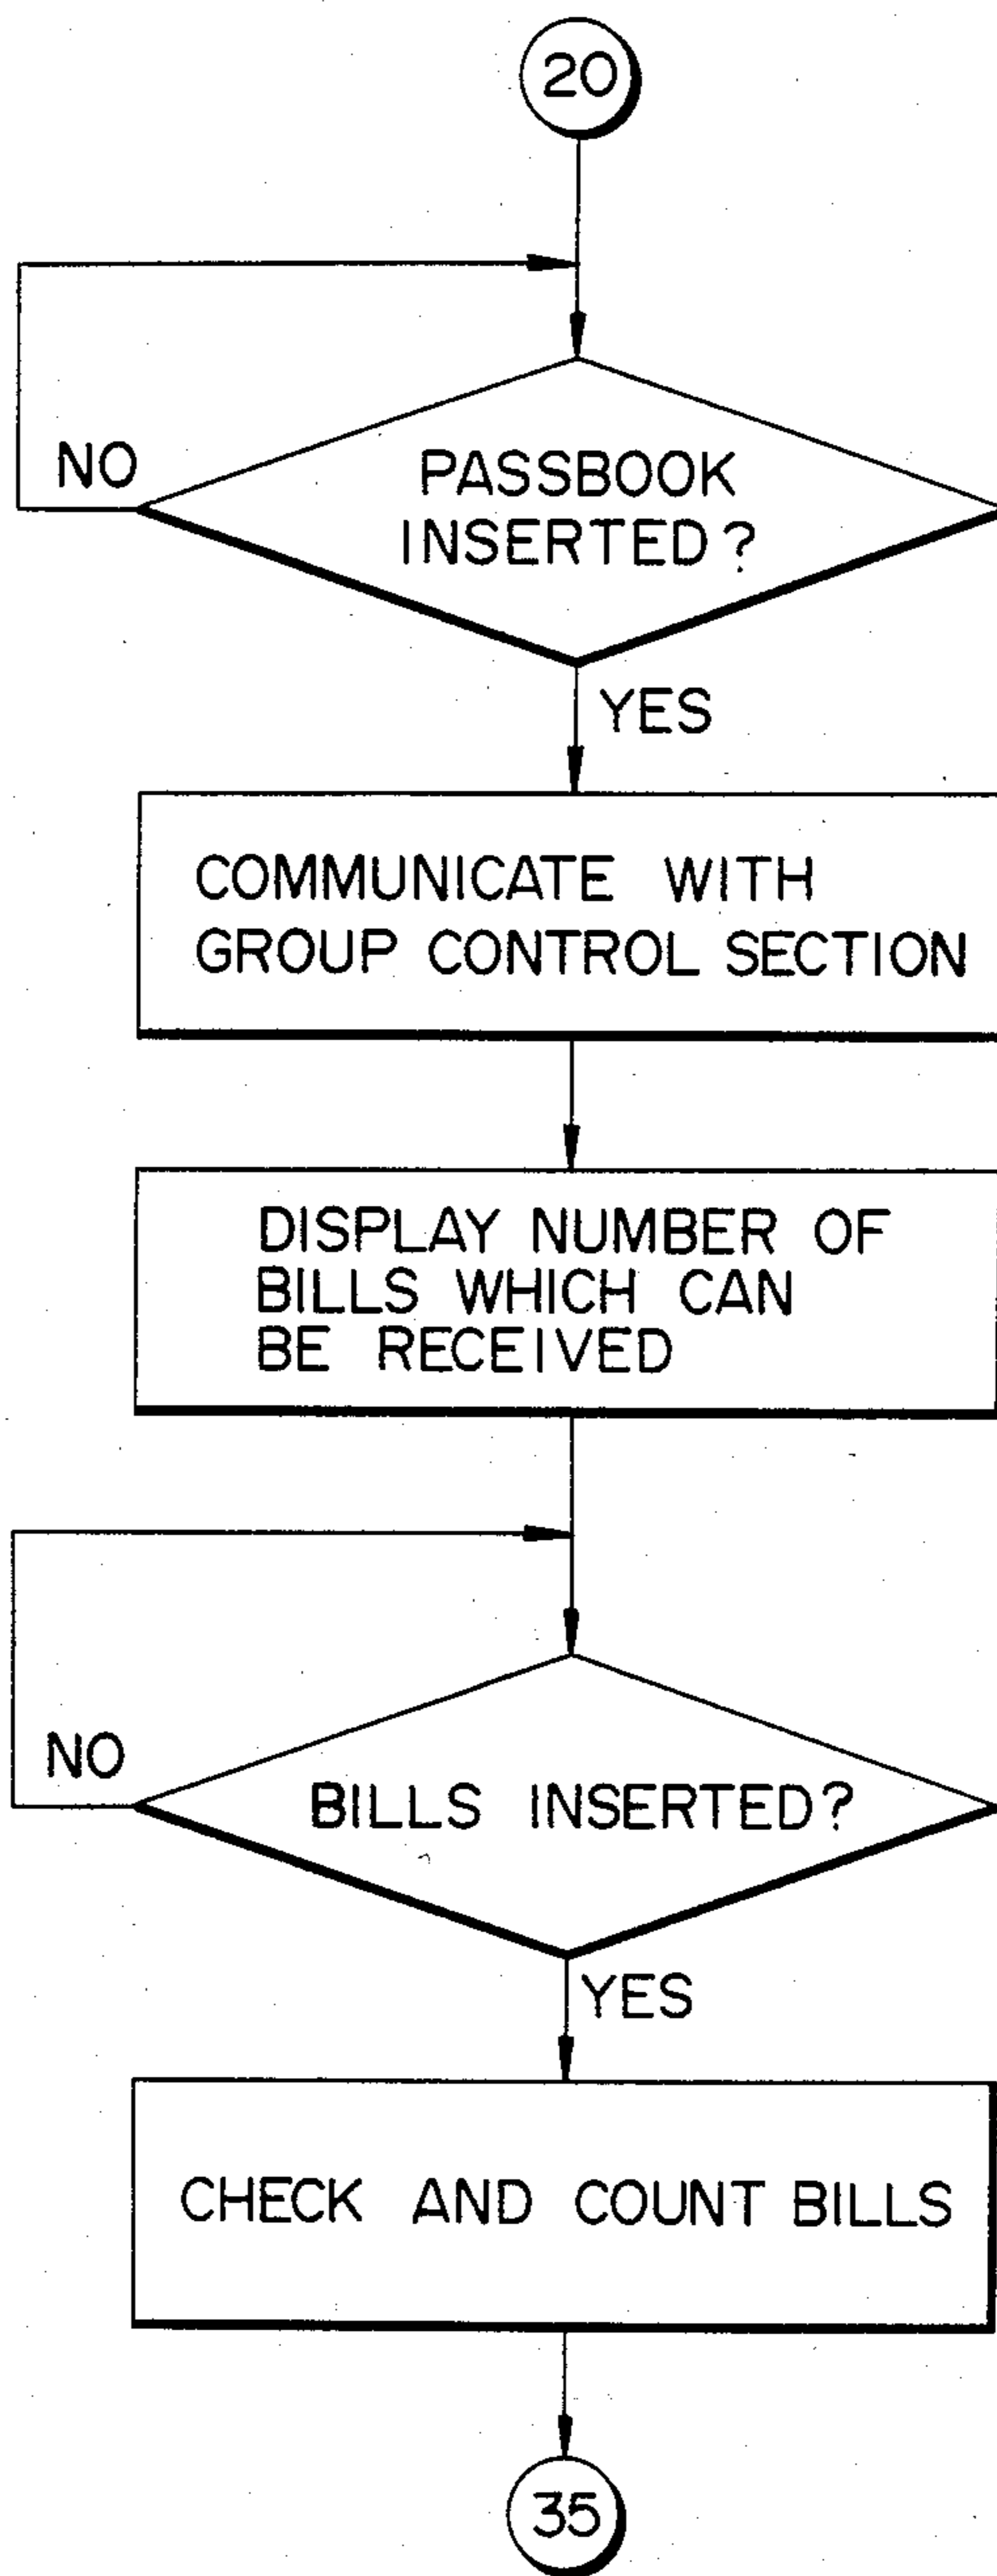 20
NO
PASSBOOK
INSERTED?
YES
COMMUNICATE WITH
GROUP CONTROL SECTION
DISPLAY NUMBER OF
BILLS WHICH CAN
BE RECEIVED
NO
BILLS INSERTED?
YES
CHECK AND COUNT BILLS
35